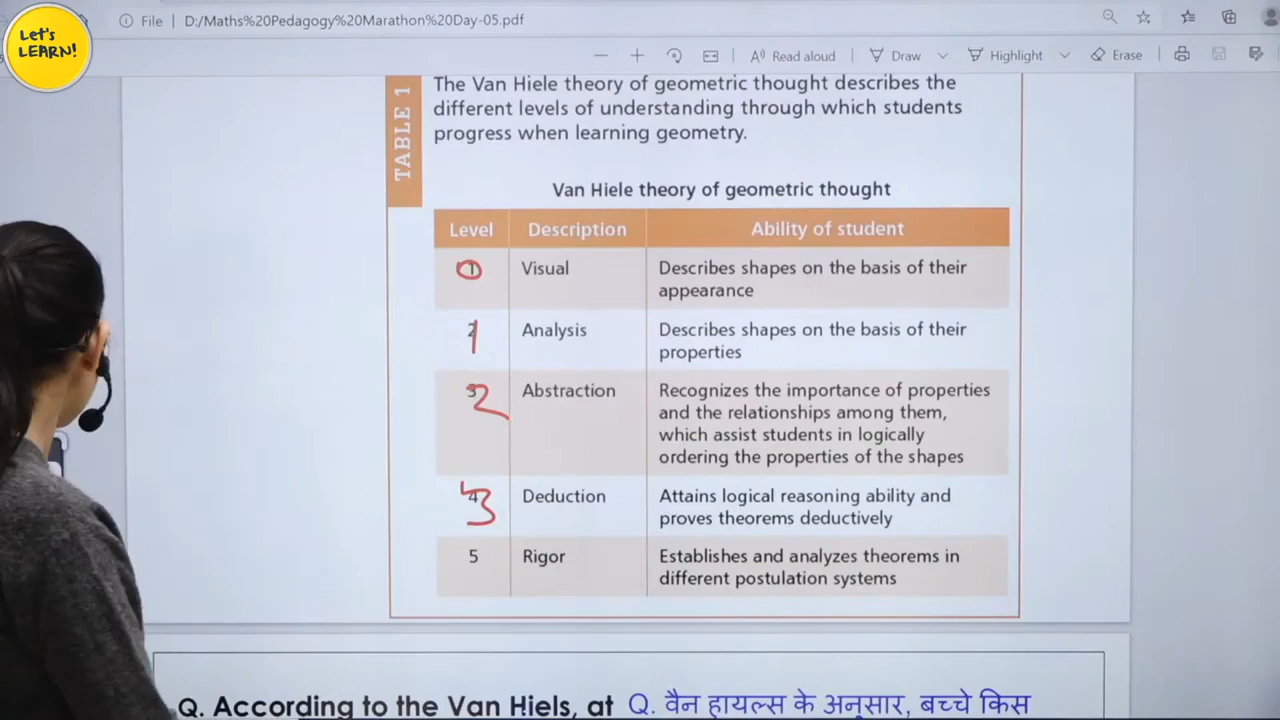 Let's
LEARN!
File D:/Maths%20Pedagogy%20Marathon%20Day-05.pdf
Read aloud Draw Highlight Erase
TABLE 1
The Van Hiele theory of geometric thought describes the
different levels of understanding through which students
progress when learning geometry.
Van Hiele theory of geometric thought
Level Description Ability of student
0 Visual Describes shapes on the basis of their
appearance
1 Analysis Describes shapes on the basis of their
properties
2 Abstraction Recognizes the importance of properties
and the relationships among them,
which assist students in logically
ordering the properties of the shapes
3 Deduction Attains logical reasoning ability and
proves theorems deductively
5 Rigor Establishes and analyzes theorems in
different postulation systems
Q. According to the Van Hiels, at Q. वैन हायल्स के अनुसार, बच्चे किस